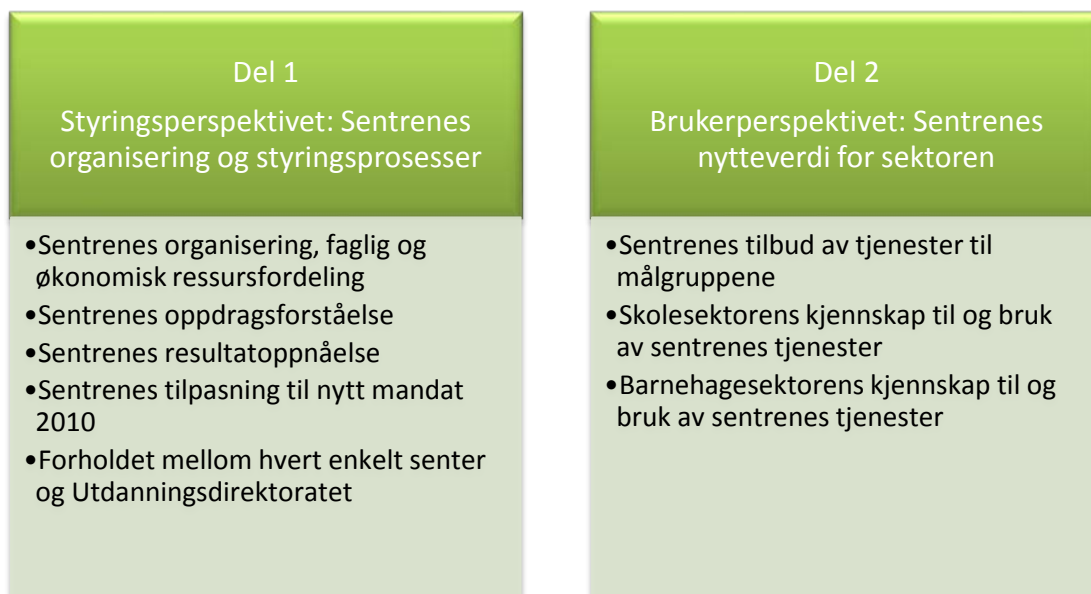 Del 1
Styringsperspektivet: Sentrenes
organisering og styringsprosesser
•Sentrenes organisering, faglig og
økonomisk ressursfordeling
•Sentrenes oppdragsforståelse
•Sentrenes resultatoppnåelse
•Sentrenes tilpasning til nytt mandat
2010
•Forholdet mellom hvert enkelt senter
og Utdanningsdirektoratet
Del 2
Brukerperspektivet: Sentrenes
nytteverdi for sektoren
•Sentrenes tilbud av tjenester til
målgruppene
•Skolesektorens kjennskap til og bruk
av sentrenes tjenester
•Barnehagesektorens kjennskap til og
bruk av sentrenes tjenester